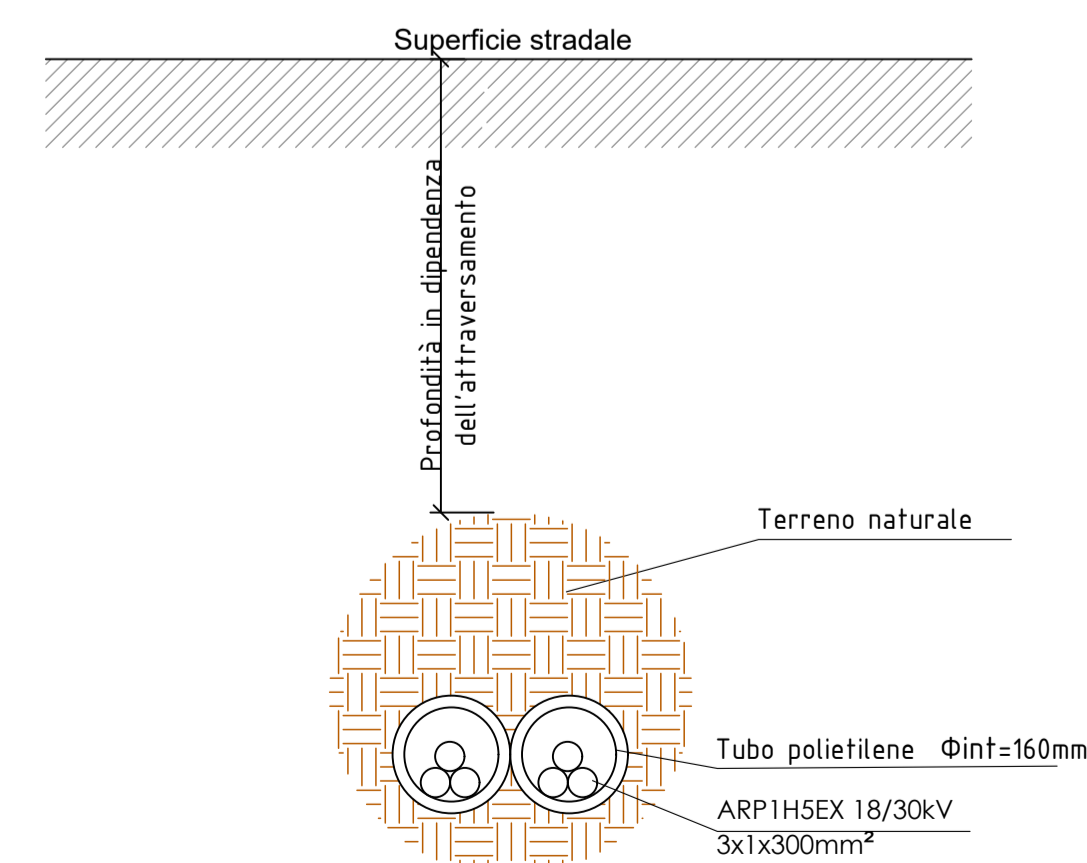 Superficie stradale
Profondità in dipendenza
dell'attraversamento
Terreno naturale
Tubo polietilene Φint=160mm
ARP1H5EX 18/30kV
3x1x300mm²